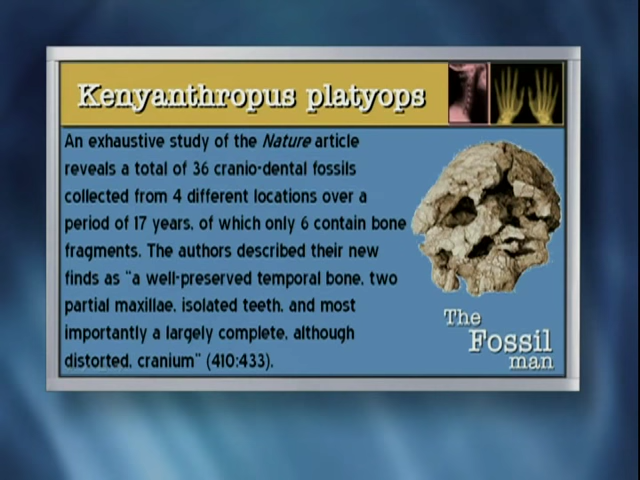 Kenyanthropus platyops
An exhaustive study of the Nature article
reveals a total of 36 cranio-dental fossils
collected from 4 different locations over a
period of 17 years, of which only 6 contain bone
fragments. The authors described their new
finds as "a well-preserved temporal bone, two
partial maxillae, isolated teeth, and most
importantly a largely complete, although
distorted, cranium" (410:433).
The
Fossil
man